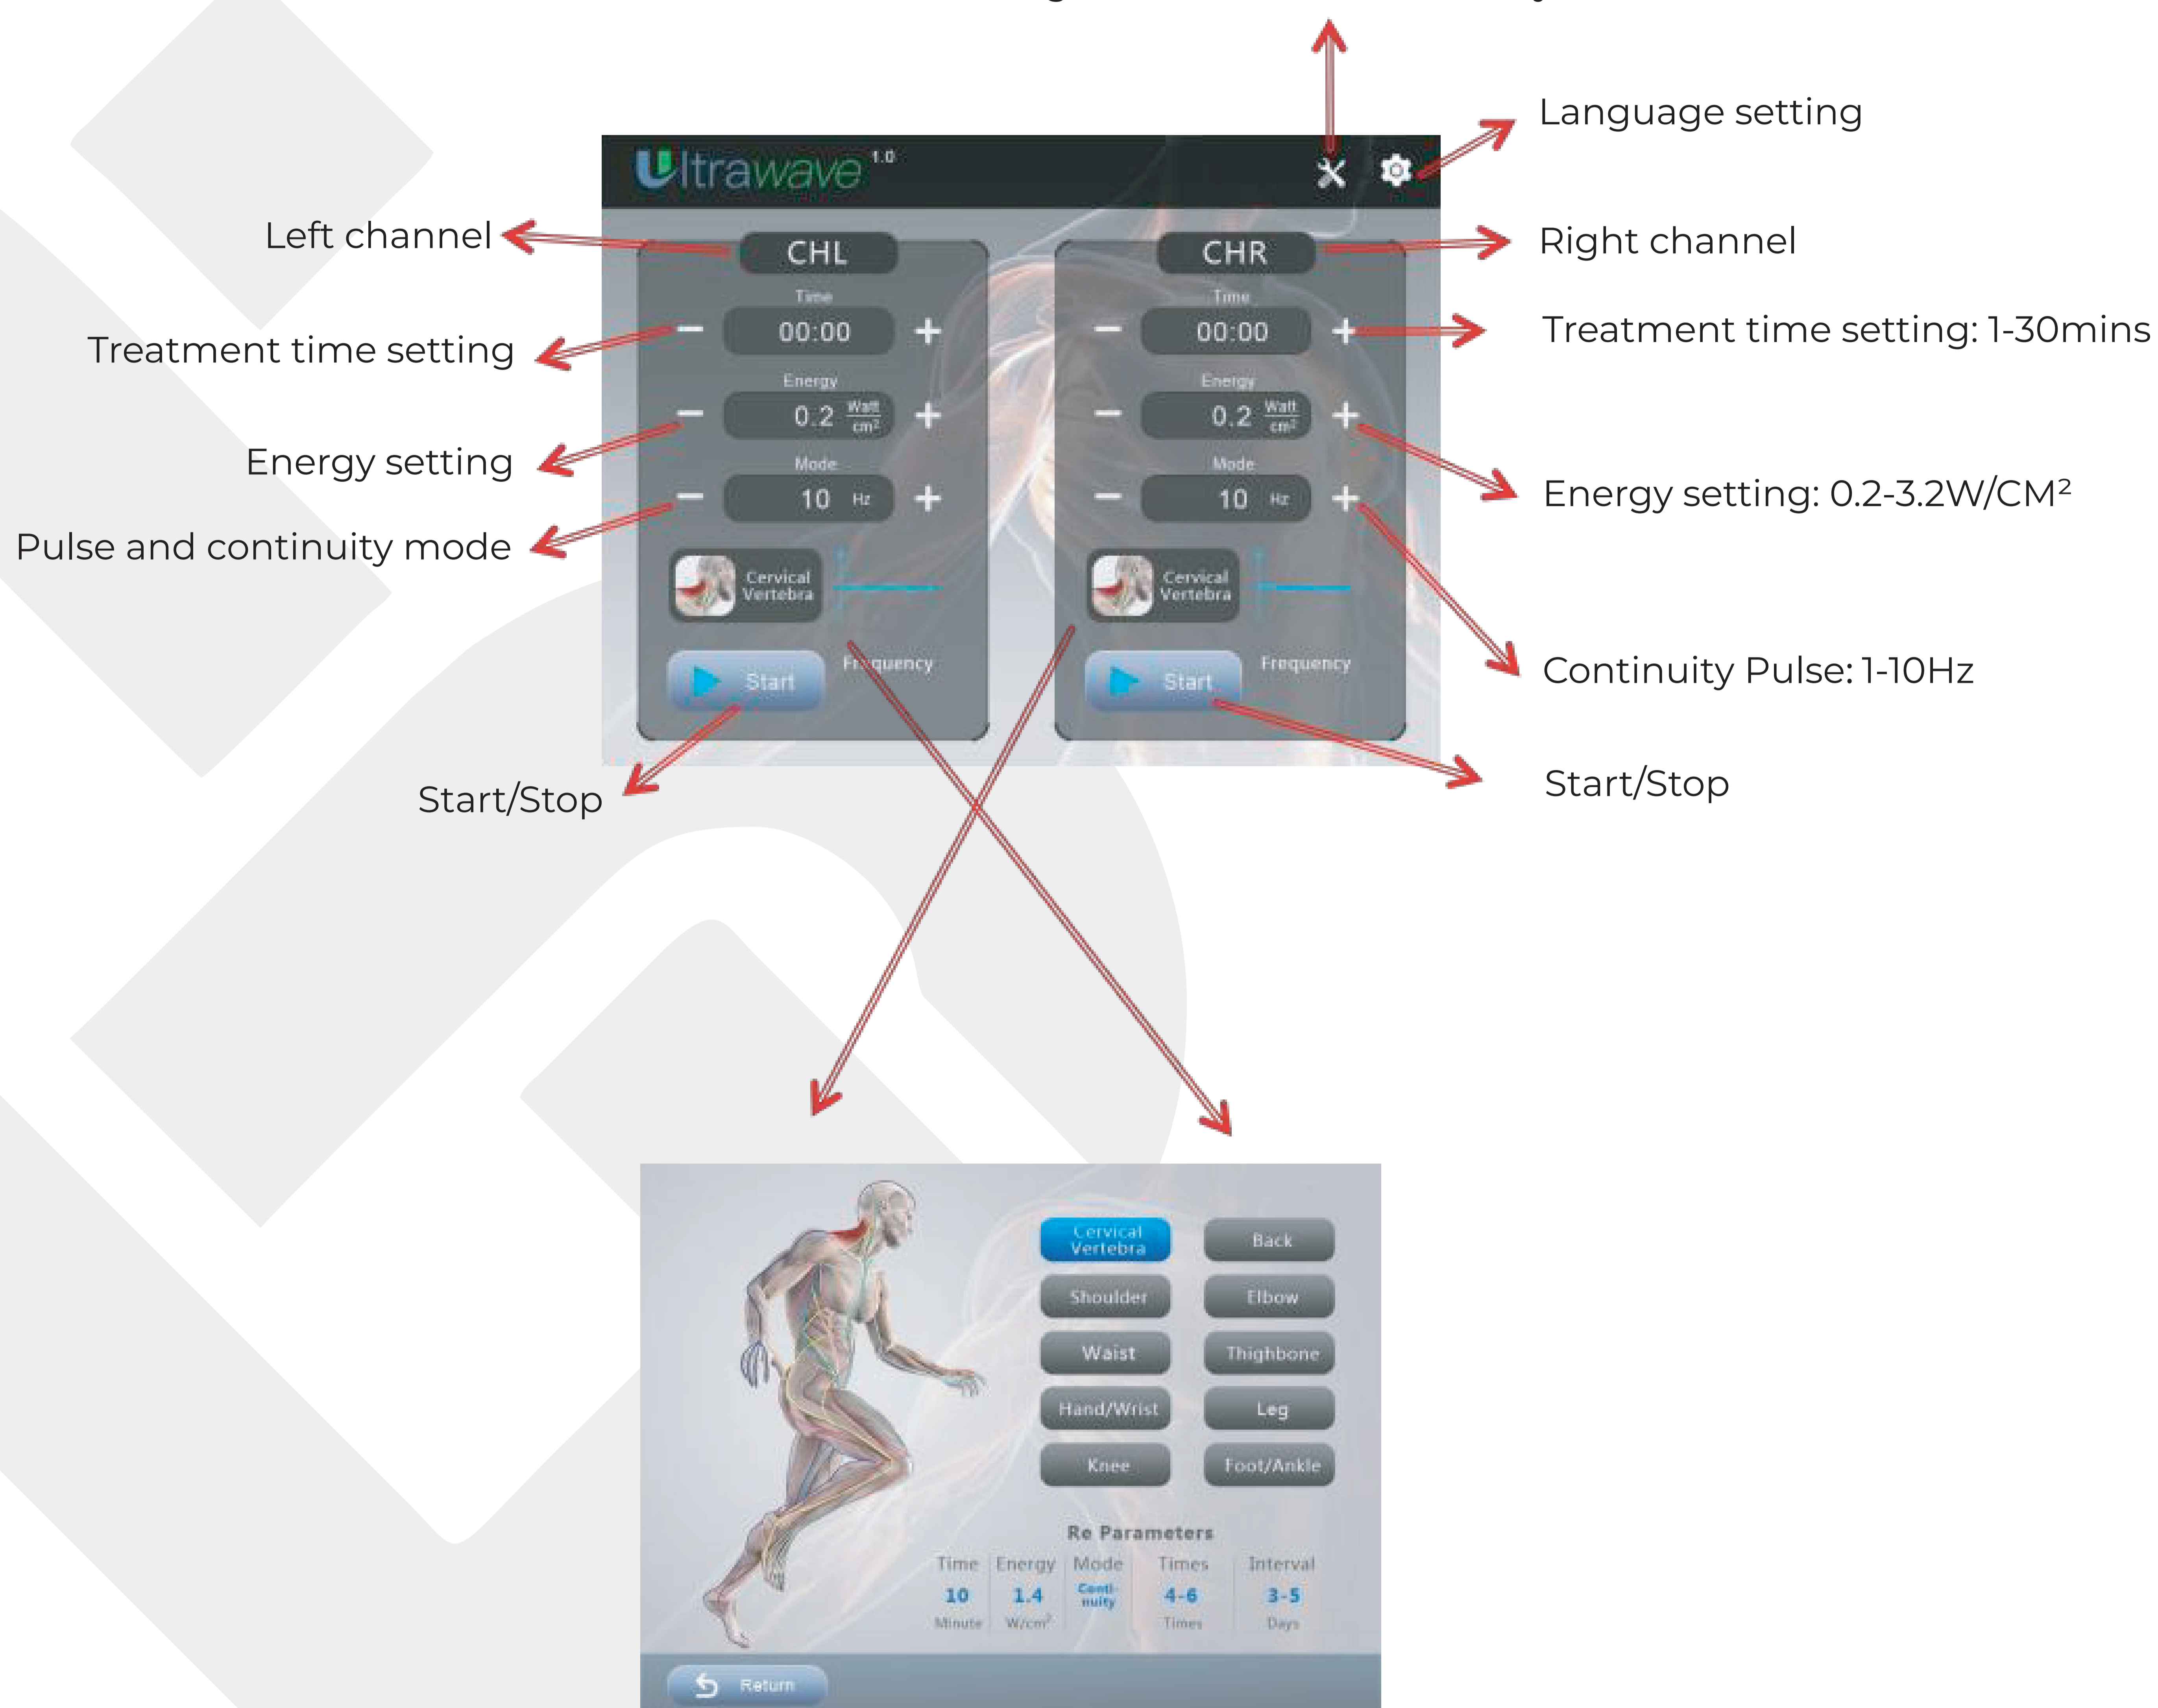 Language setting
Ultrawave 1.0
Left channel
CHL
CHR
Right channel
Time
Time
Treatment time setting
00:00
00:00
Treatment time setting: 1-30mins
Energy
Energy
Energy setting
0.2 Watt/cm²
0.2 Watt/cm²
Energy setting: 0.2-3.2W/CM²
Mode
Mode
10 Hz
10 Hz
Pulse and continuity mode
Cervical
Vertebra
Cervical
Vertebra
Start
Frequency
Start
Frequency
Continuity Pulse: 1-10Hz
Start/Stop
Start/Stop
Cervical
Vertebra
Back
Shoulder
Elbow
Waist
Thighbone
Hand/Wrist
Leg
Knee
Foot/Ankle
Re Parameters
Time Energy Mode Times Interval
10 1.4 Conti-
nuity 4-6 3-5
Minute W/cm² Times Days
Return